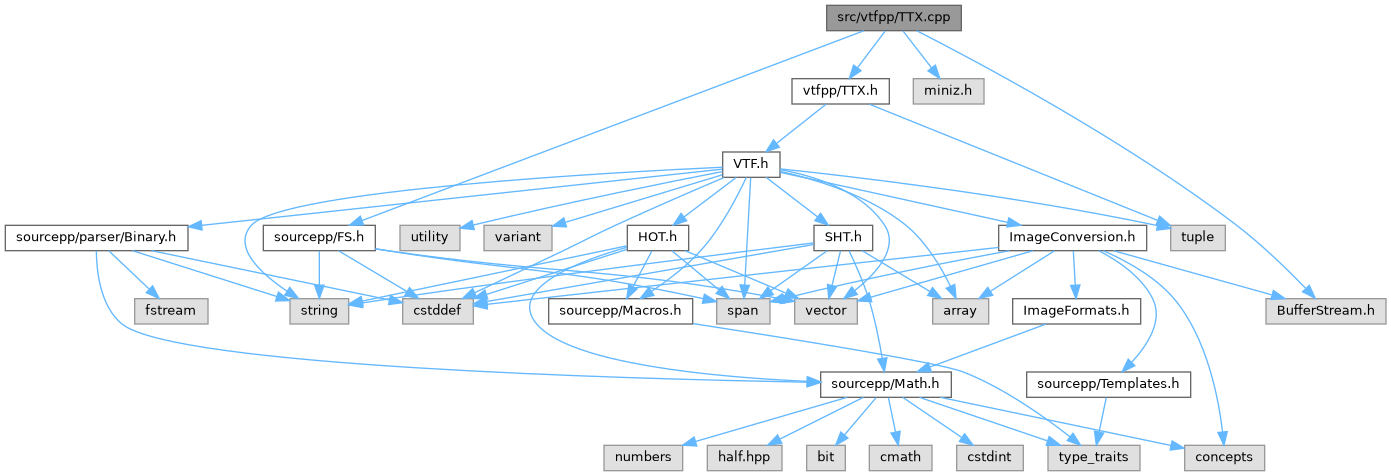 src/vtfpp/TTX.cpp
vtfpp/TTX.h
miniz.h
VTF.h
sourcepp/parser/Binary.h
sourcepp/FS.h
utility
variant
HOT.h
SHT.h
ImageConversion.h
tuple
fstream
string
cstddef
sourcepp/Macros.h
span
vector
array
ImageFormats.h
BufferStream.h
sourcepp/Math.h
sourcepp/Templates.h
numbers
half.hpp
bit
cmath
cstdint
type_traits
concepts